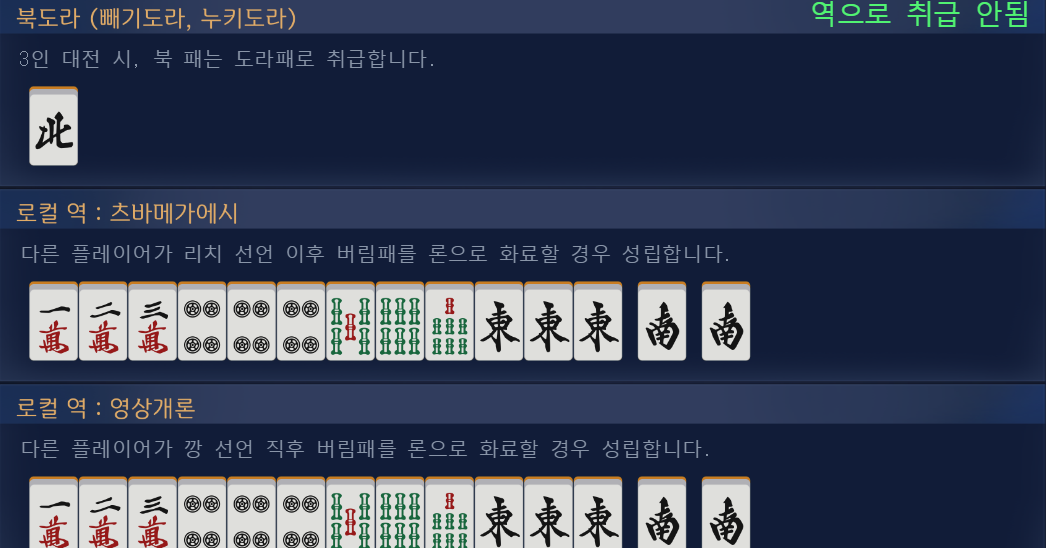 북도라 (빼기도라, 누키도라)
역으로 취급 안됨
3인 대전 시, 북 패는 도라패로 취급합니다.
北
로컬 역 : 츠바메가에시
다른 플레이어가 리치 선언 이후 버림패를 론으로 화료할 경우 성립합니다.
一萬 二萬 三萬 東 東 東 南 南
로컬 역 : 영상개론
다른 플레이어가 깡 선언 직후 버림패를 론으로 화료할 경우 성립합니다.
一萬 二萬 三萬 東 東 東 南 南